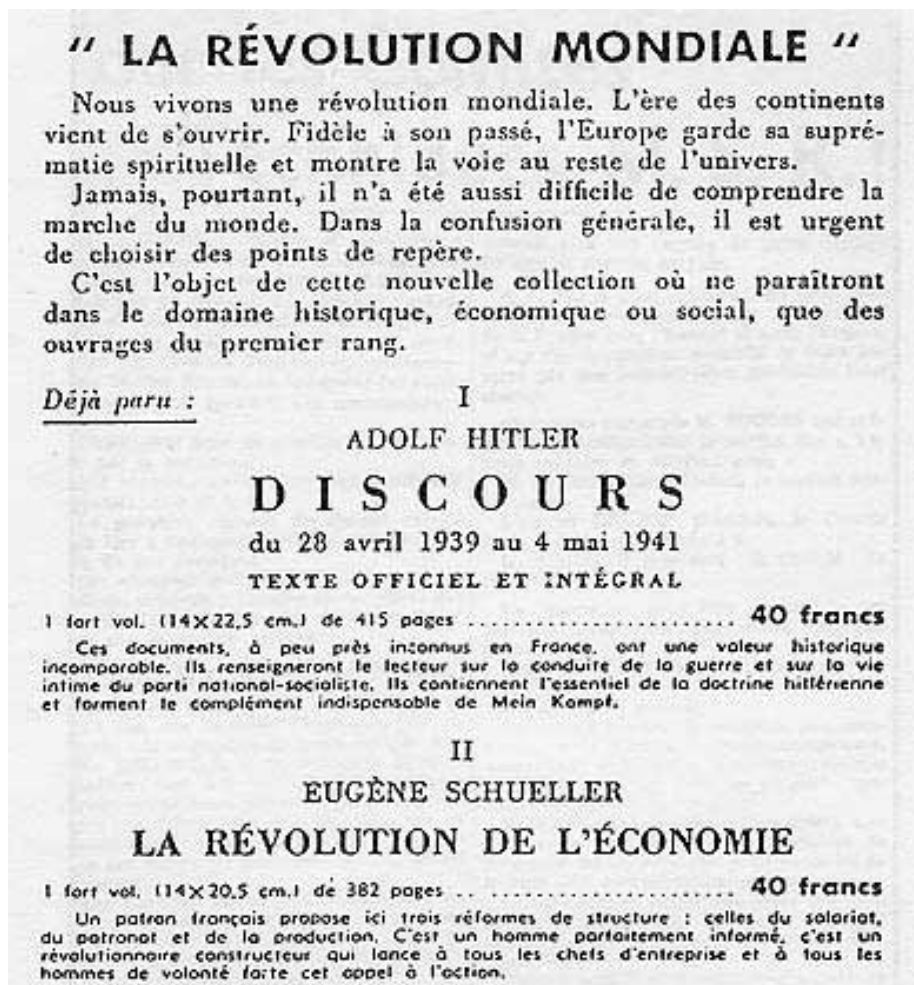 " LA RÉVOLUTION MONDIALE "
Nous vivons une révolution mondiale. L'ère des continents
vient de s'ouvrir. Fidèle à son passé, l'Europe garde sa supré-
matie spirituelle et montre la voie au reste de l'univers.
Jamais, pourtant, il n'a été aussi difficile de comprendre la
marche du monde. Dans la confusion générale, il est urgent
de choisir des points de repère.
C'est l'objet de cette nouvelle collection où ne paraîtront
dans le domaine historique, économique ou social, que des
ouvrages du premier rang.
Déjà paru :
I
ADOLF HITLER
DISCOURS
du 28 avril 1939 au 4 mai 1941
TEXTE OFFICIEL ET INTÉGRAL
1 fort vol. (14×22,5 cm.) de 415 pages ........................ 40 francs
Ces documents, à peu près inconnus en France, ont une valeur historique
incomparable. Ils renseigneront le lecteur sur la conduite de la guerre et sur la vie
intime du parti national-socialiste. Ils contiennent l'essentiel de la doctrine hitlérienne
et forment le complément indispensable de Mein Kampf.
II
EUGÈNE SCHUELLER
LA RÉVOLUTION DE L'ÉCONOMIE
1 fort vol. (14×20,5 cm.) de 382 pages .. ...................... 40 francs
Un patron français propose ici trois réformes de structure : celles du salariat,
du patronat et de la production. C'est un homme parfaitement informé, c'est un
révolutionnaire constructeur qui lance à tous les chefs d'entreprise et à tous les
hommes de volonté forte cet appel à l'action.